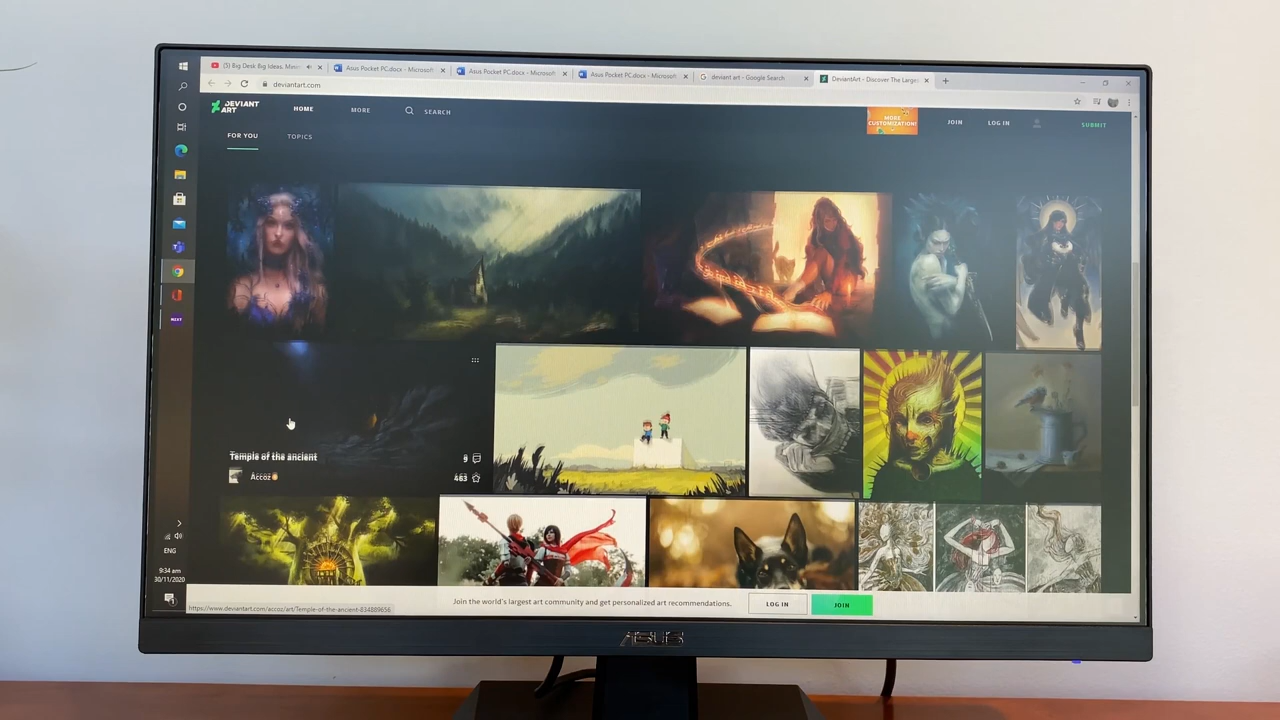 (5) Big Desk Big Ideas. Mini
Asus Pocket PC.docx - Microsoft
Asus Pocket PC.docx - Microsoft
Asus Pocket PC.docx - Microsoft
deviant art - Google Search
DeviantArt - Discover The Large
deviantart.com
DEVIANT
ART
HOME
MORE
SEARCH
MORE
CUSTOMIZATION!
JOIN
LOG IN
SUBMIT
FOR YOU
TOPICS
NEXT
Temple of the ancient
9
Accoz
463
ENG
9:34 am
30/11/2020
https://www.deviantart.com/accoz/art/Temple-of-the-ancient-834889656
Join the world's largest art community and get personalized art recommendations.
LOG IN
JOIN
ASUS